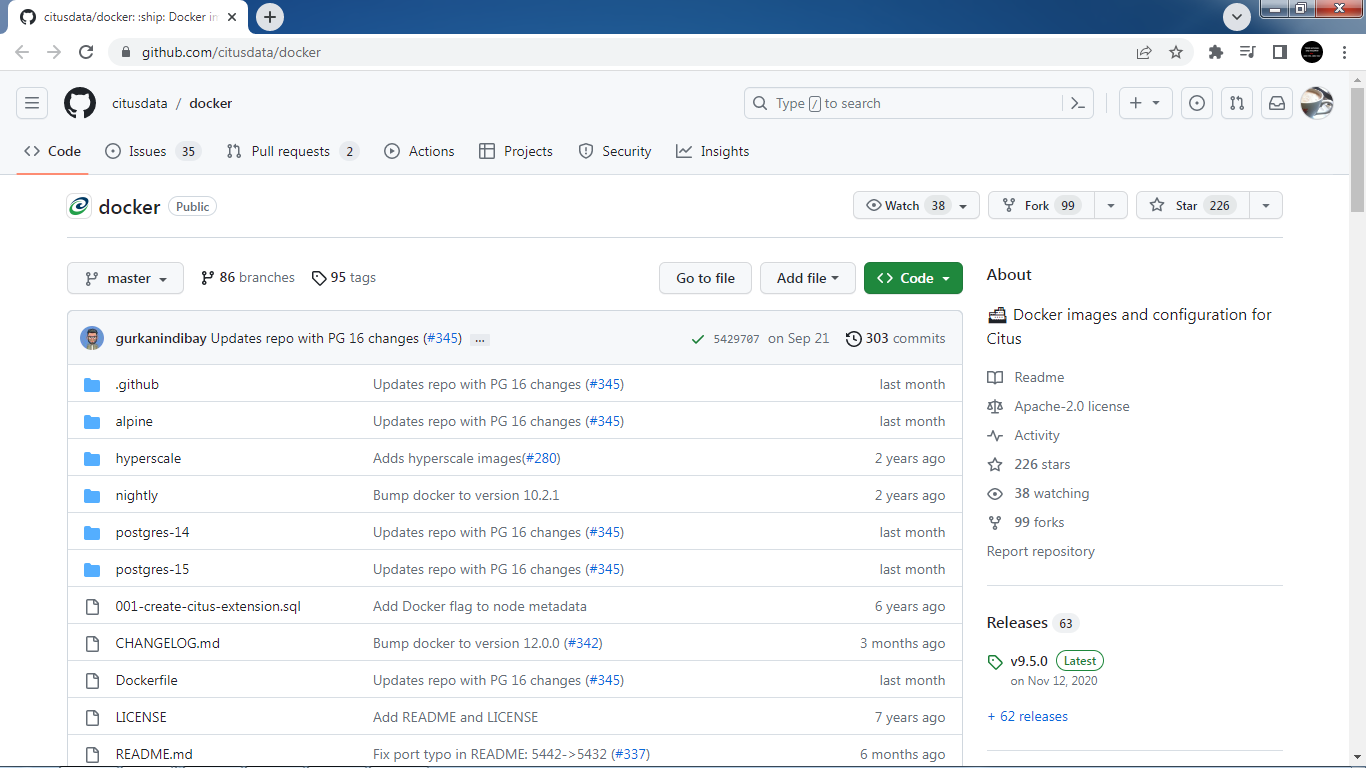 citusdata/docker: :ship: Docker im
github.com/citusdata/docker
citusdata / docker
Type / to search
Code
Issues 35
Pull requests 2
Actions
Projects
Security
Insights
docker Public
Watch 38
Fork 99
Star 226
master
86 branches
95 tags
Go to file
Add file
Code
gurkanindibay Updates repo with PG 16 changes (#345) ...
5429707 on Sep 21
303 commits
.github Updates repo with PG 16 changes (#345) last month
alpine Updates repo with PG 16 changes (#345) last month
hyperscale Adds hyperscale images(#280) 2 years ago
nightly Bump docker to version 10.2.1 2 years ago
postgres-14 Updates repo with PG 16 changes (#345) last month
postgres-15 Updates repo with PG 16 changes (#345) last month
001-create-citus-extension.sql Add Docker flag to node metadata 6 years ago
CHANGELOG.md Bump docker to version 12.0.0 (#342) 3 months ago
Dockerfile Updates repo with PG 16 changes (#345) last month
LICENSE Add README and LICENSE 7 years ago
README.md Fix port typo in README: 5442->5432 (#337) 6 months ago
About
Docker images and configuration for
Citus
Readme
Apache-2.0 license
Activity
226 stars
38 watching
99 forks
Report repository
Releases 63
v9.5.0 Latest
on Nov 12, 2020
+ 62 releases